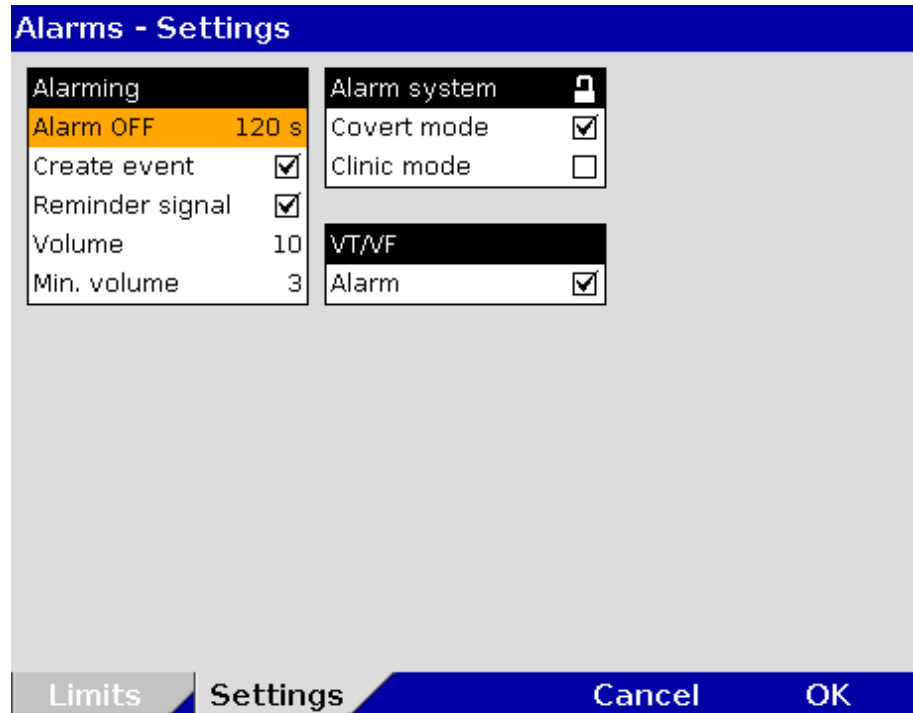 Alarms - Settings
Alarming
Alarm OFF 120 s
Create event
Reminder signal
Volume 10
Min. volume 3
Alarm system
Covert mode
Clinic mode
VT/VF
Alarm
Limits Settings Cancel OK